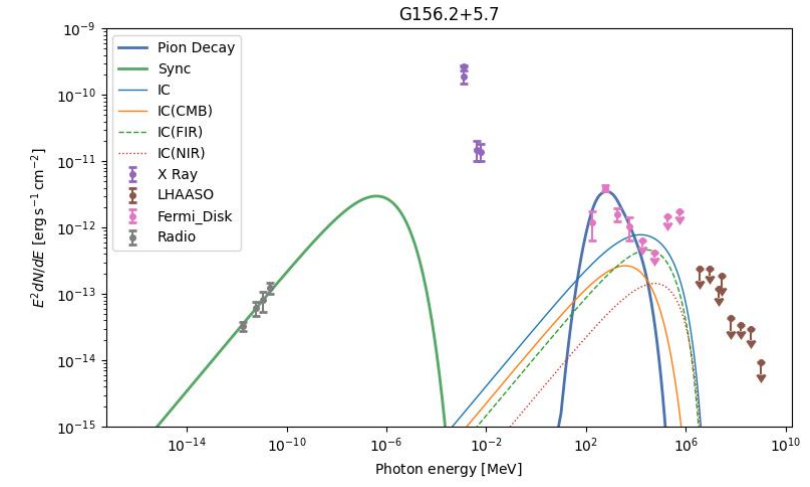 G156.2+5.7
10⁻⁹
10⁻¹⁰
10⁻¹¹
10⁻¹²
10⁻¹³
10⁻¹⁴
10⁻¹⁵
E²dN/dE [erg s⁻¹ cm⁻²]
Pion Decay
Sync
IC
IC(CMB)
IC(FIR)
IC(NIR)
X Ray
LHAASO
Fermi_Disk
Radio
10⁻¹⁴ 10⁻¹⁰ 10⁻⁶ 10⁻² 10² 10⁶ 10¹⁰
Photon energy [MeV]